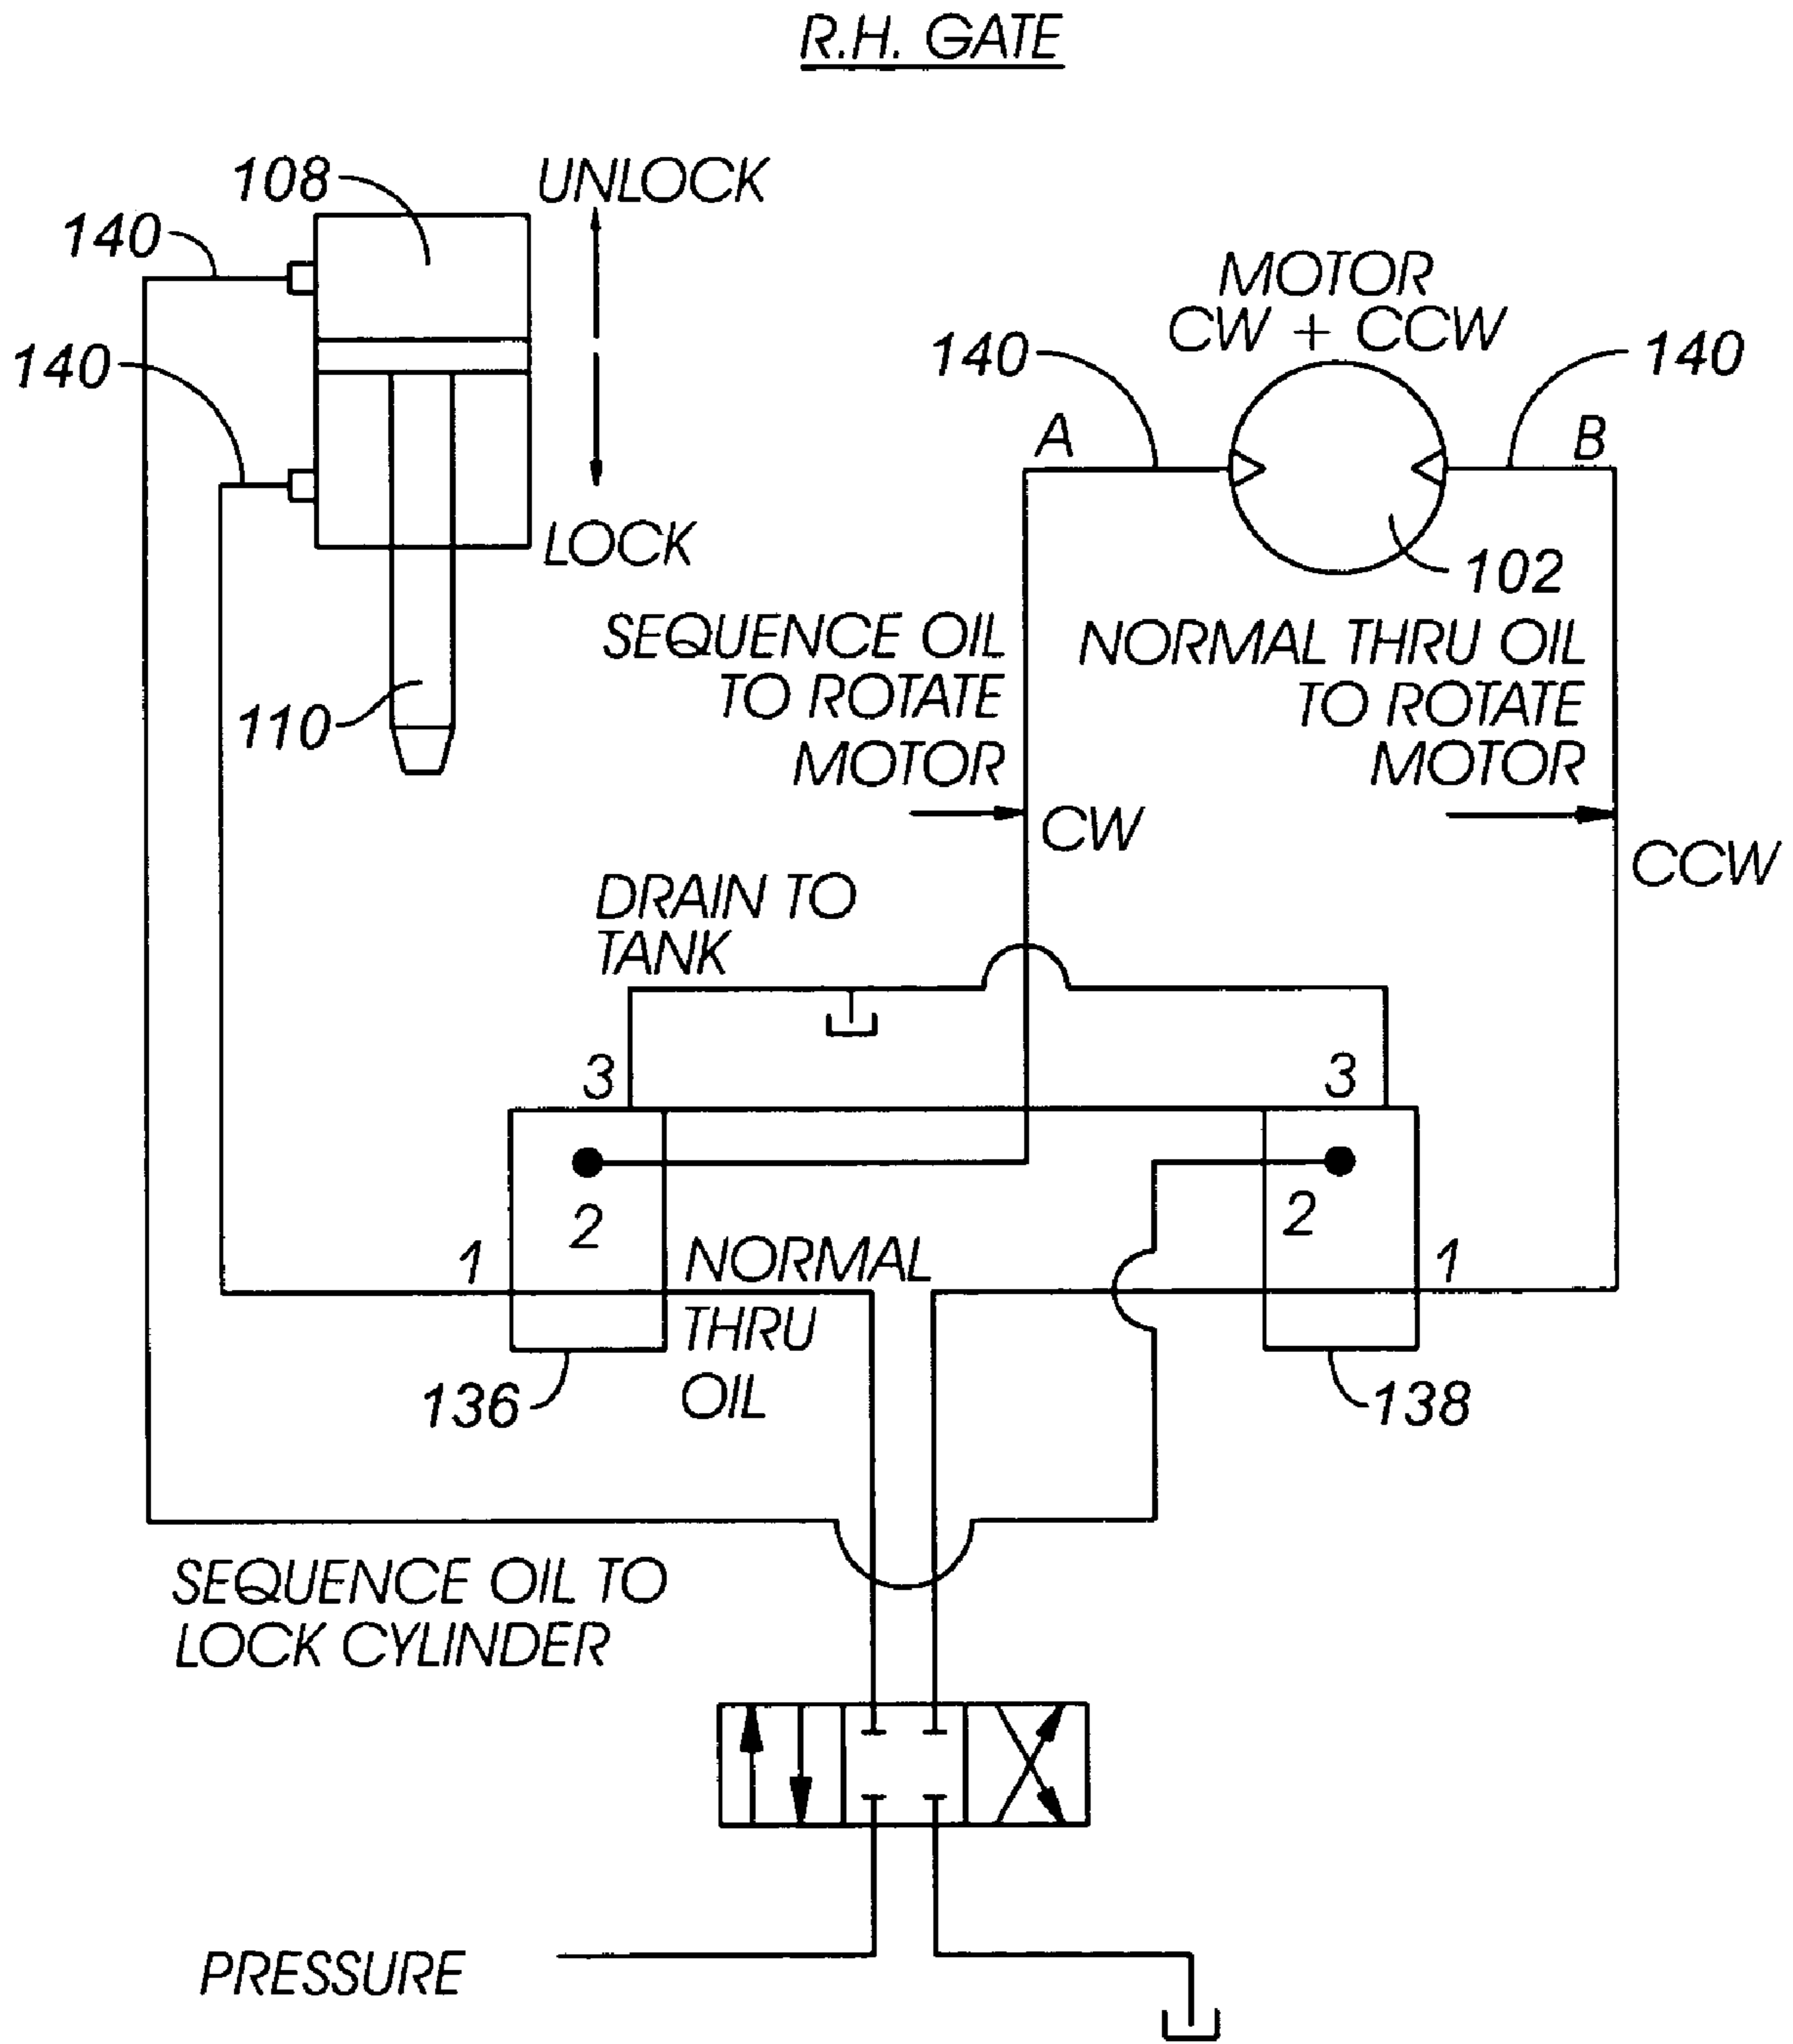 R.H. GATE
108
UNLOCK
140
140
LOCK
110
MOTOR
CW + CCW
140
140
A
B
102
SEQUENCE OIL
TO ROTATE
MOTOR
CW
NORMAL THRU OIL
TO ROTATE
MOTOR
CCW
DRAIN TO
TANK
3
3
2
2
1
NORMAL
THRU
OIL
1
136
138
SEQUENCE OIL TO
LOCK CYLINDER
PRESSURE